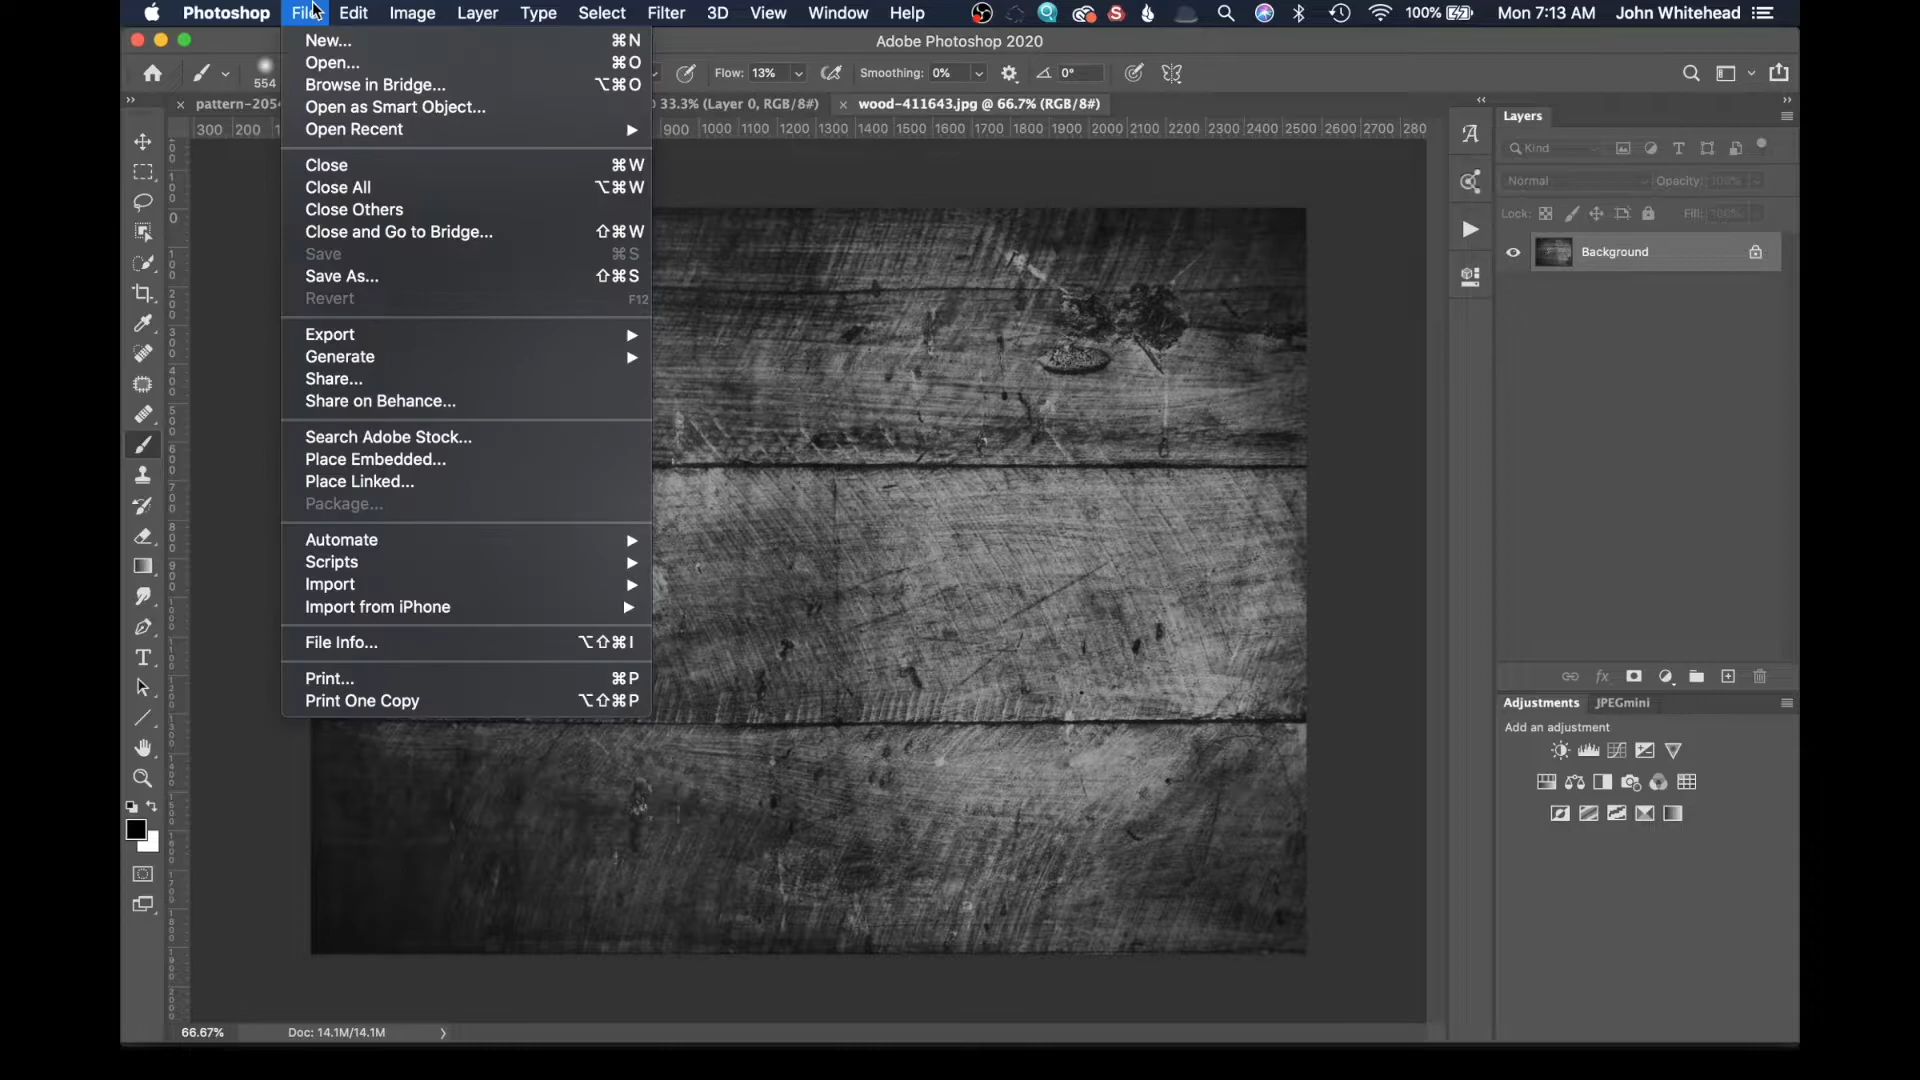 Photoshop File Edit Image Layer Type Select Filter 3D View Window Help 100% Mon 7:13 AM John Whitehead
Adobe Photoshop 2020
554 Flow: 13% Smoothing: 0% 0°
pattern-2054 @ 33.3% (Layer 0, RGB/8#) wood-411643.jpg @ 66.7% (RGB/8#)
300 200 900 1000 1100 1200 1300 1400 1500 1600 1700 1800 1900 2000 2100 2200 2300 2400 2500 2600 2700 280
New... ⌘N
Open... ⌘O
Browse in Bridge... ⌥⌘O
Open as Smart Object...
Open Recent
Close ⌘W
Close All ⌥⌘W
Close Others
Close and Go to Bridge... ⇧⌘W
Save ⌘S
Save As... ⇧⌘S
Revert F12
Export
Generate
Share...
Share on Behance...
Search Adobe Stock...
Place Embedded...
Place Linked...
Package...
Automate
Scripts
Import
Import from iPhone
File Info... ⌥⇧⌘I
Print... ⌘P
Print One Copy ⌥⇧⌘P
Layers
Kind
Normal Opacity: 100%
Lock: Fill: 100%
Background
Adjustments JPEGmini
Add an adjustment
66.67% Doc: 14.1M/14.1M